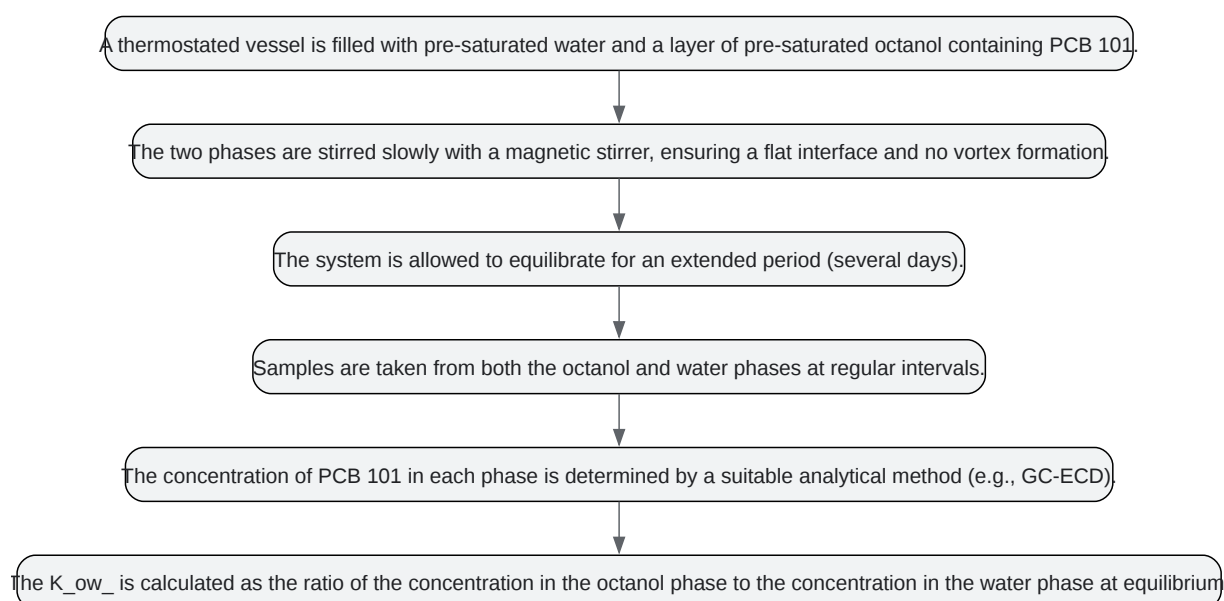 A thermostated vessel is filled with pre-saturated water and a layer of pre-saturated octanol containing PCB 101.
The two phases are stirred slowly with a magnetic stirrer, ensuring a flat interface and no vortex formation.
The system is allowed to equilibrate for an extended period (several days).
Samples are taken from both the octanol and water phases at regular intervals.
The concentration of PCB 101 in each phase is determined by a suitable analytical method (e.g., GC-ECD).
The K_ow_ is calculated as the ratio of the concentration in the octanol phase to the concentration in the water phase at equilibrium